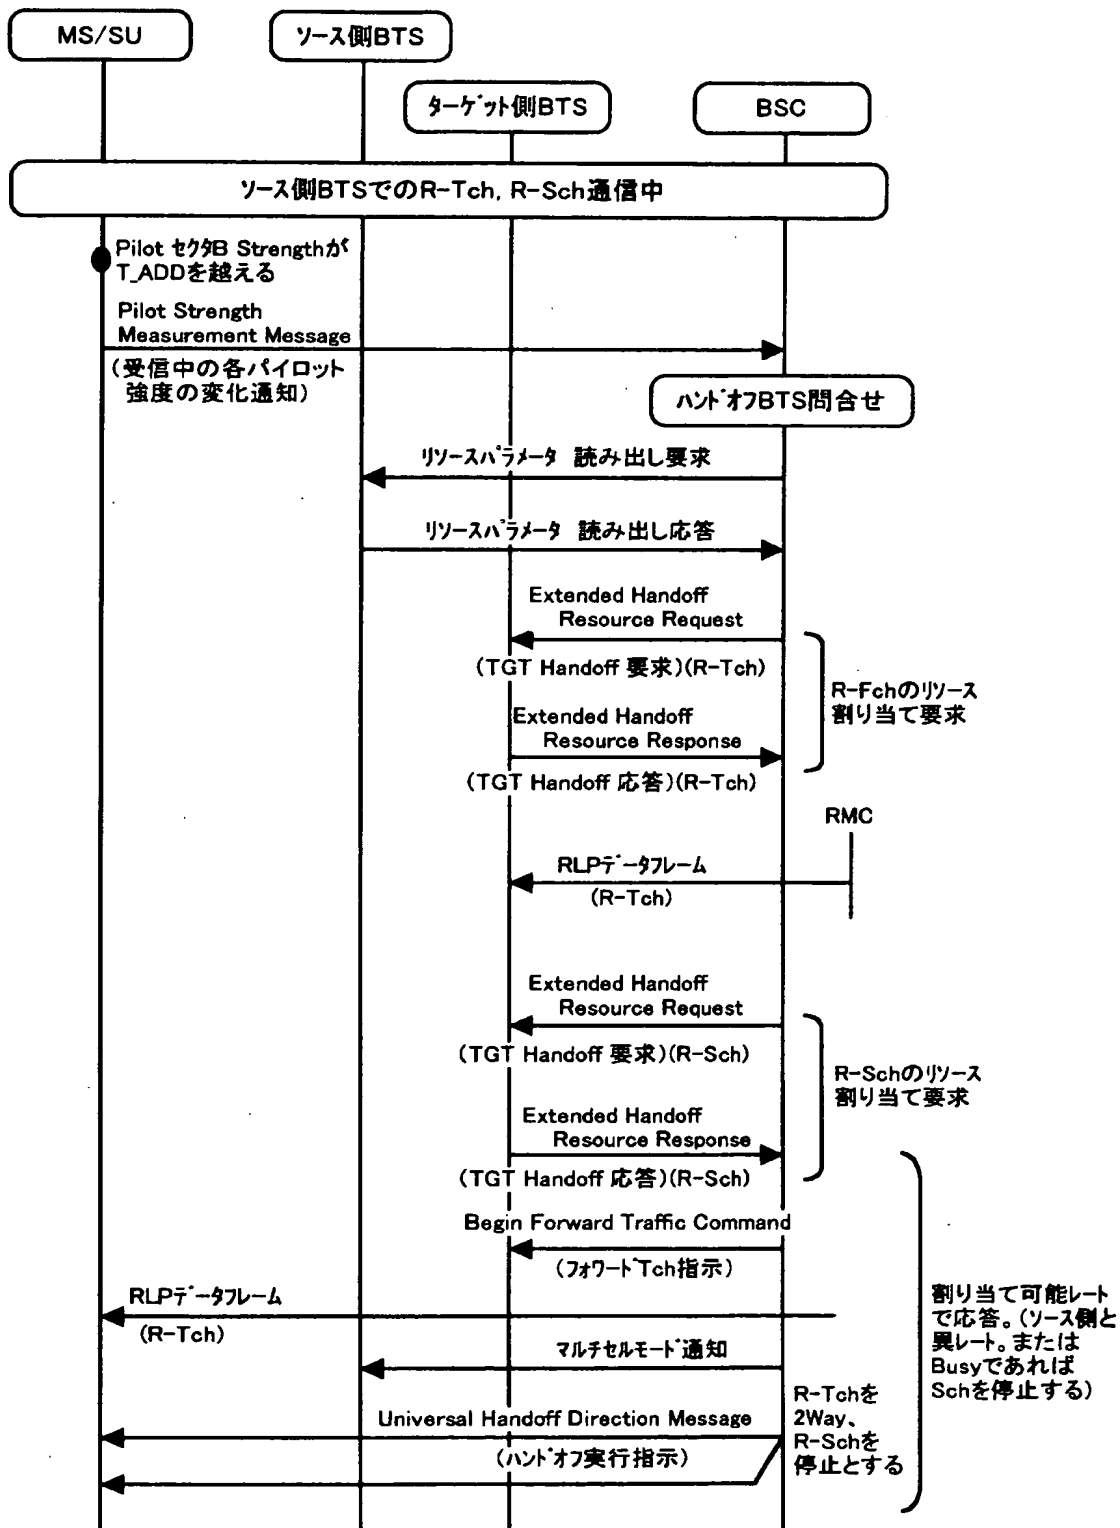 MS/SU
ソース側BTS
ターゲット側BTS
BSC
ソース側BTSでのR-Tch, R-Sch通信中
Pilot セクタB Strengthが
T_ADDを越える
Pilot Strength
Measurement Message
(受信中の各パイロット
強度の変化通知)
ハンドオフBTS問合せ
リソースパラメータ 読み出し要求
リソースパラメータ 読み出し応答
Extended Handoff
Resource Request
(TGT Handoff 要求)(R-Tch)
R-Fchのリソース
割り当て要求
Extended Handoff
Resource Response
(TGT Handoff 応答)(R-Tch)
RMC
RLPデータフレーム
(R-Tch)
Extended Handoff
Resource Request
(TGT Handoff 要求)(R-Sch)
R-Schのリソース
割り当て要求
Extended Handoff
Resource Response
(TGT Handoff 応答)(R-Sch)
Begin Forward Traffic Command
(フォワードTch指示)
RLPデータフレーム
(R-Tch)
割り当て可能レート
で応答。(ソース側と
異レート。または
Busyであれば
Schを停止する)
マルチセルモード通知
R-Tchを
2Way、
R-Schを
停止とする
Universal Handoff Direction Message
(ハンドオフ実行指示)